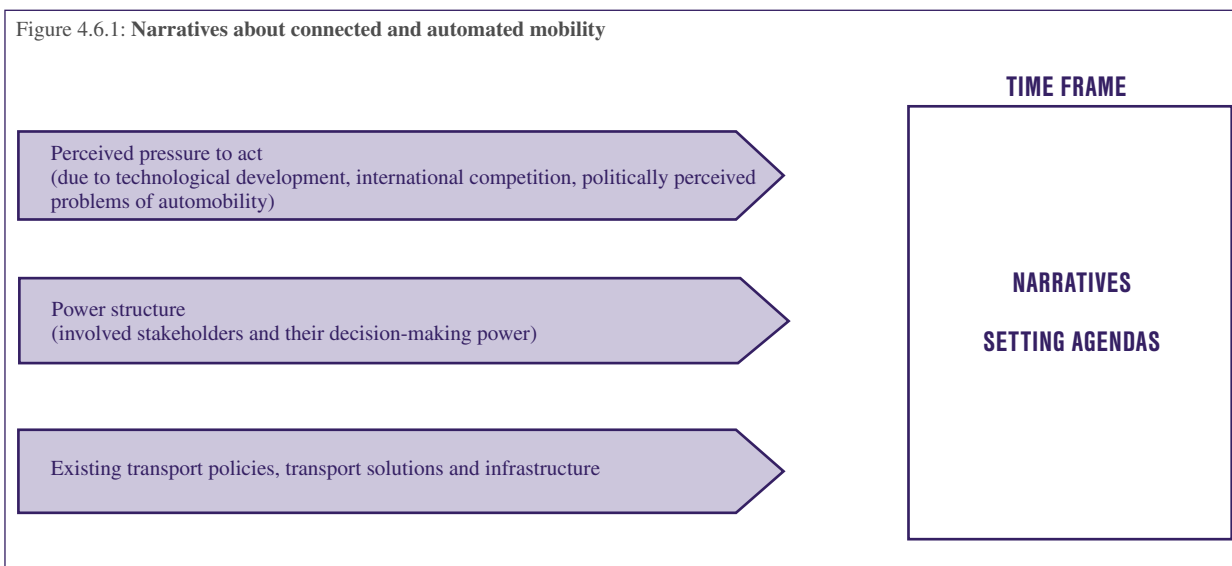 Figure 4.6.1: Narratives about connected and automated mobility
Perceived pressure to act
(due to technological development, international competition, politically perceived
problems of automobility)
Power structure
(involved stakeholders and their decision-making power)
Existing transport policies, transport solutions and infrastructure
TIME FRAME
NARRATIVES
SETTING AGENDAS